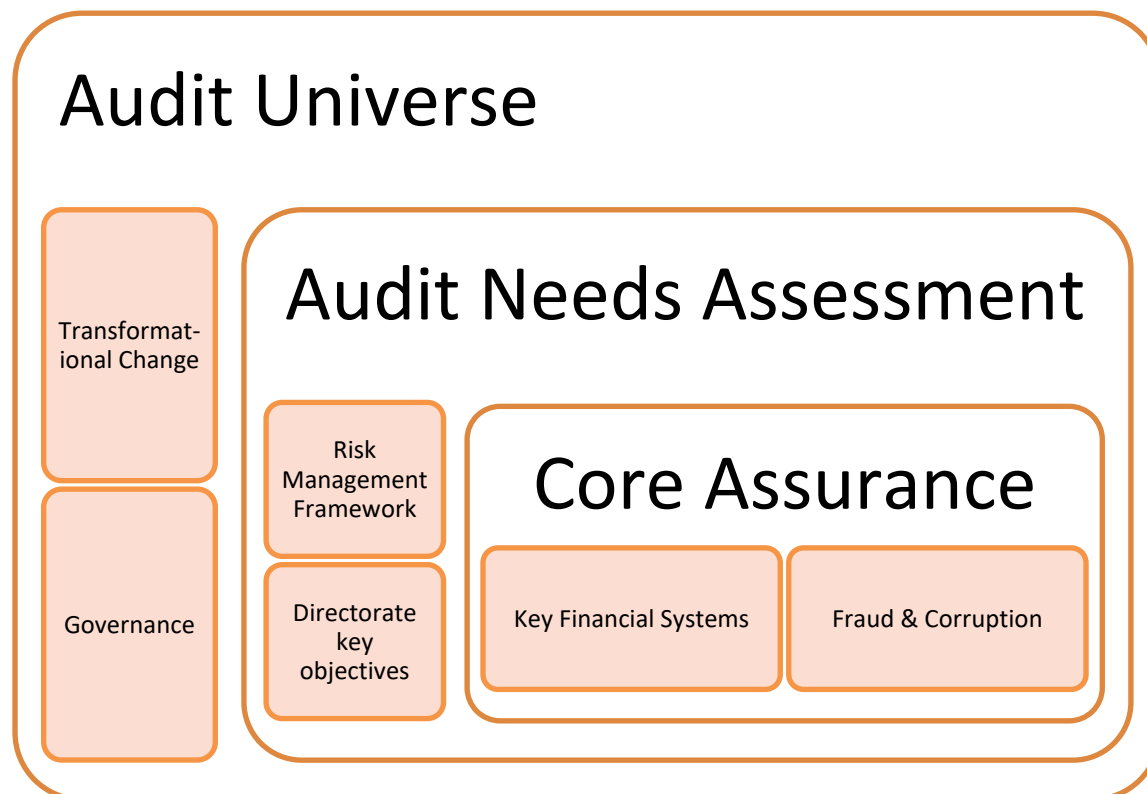 Audit Universe
Transformat-
ional Change
Governance
Audit Needs Assessment
Risk
Management
Framework
Directorate
key
objectives
Core Assurance
Key Financial Systems
Fraud & Corruption